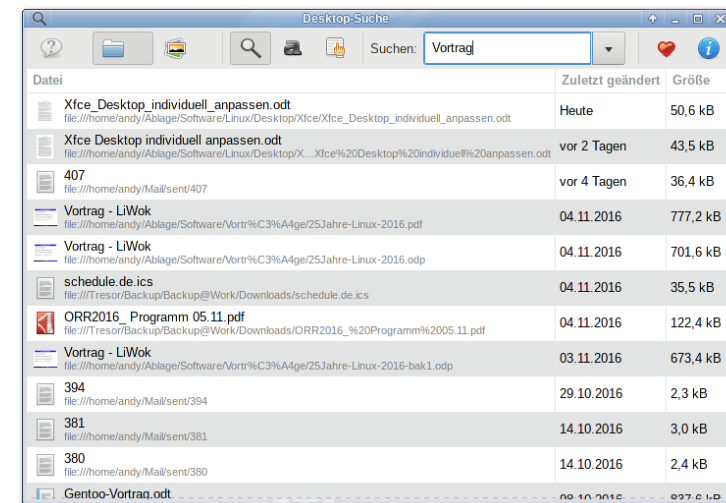 Desktop-Suche
Suchen: Vortrag
Datei Zuletzt geändert Größe
Xfce_Desktop_individuell_anpassen.odt
file:///home/andy/Ablage/Software/Linux/Desktop/Xfce/Xfce_Desktop_individuell_anpassen.odt
Heute 50,6 kB
Xfce Desktop individuell anpassen.odt
file:///home/andy/Ablage/Software/Linux/Desktop/X...Xfce%20Desktop%20individuell%20anpassen.odt
vor 2 Tagen 43,5 kB
407
file:///home/andy/Mail/sent/407
vor 4 Tagen 36,4 kB
Vortrag - LiWok
file:///home/andy/Ablage/Software/Vortr%C3%A4ge/25Jahre-Linux-2016.pdf
04.11.2016 777,2 kB
Vortrag - LiWok
file:///home/andy/Ablage/Software/Vortr%C3%A4ge/25Jahre-Linux-2016.odp
04.11.2016 701,6 kB
schedule.de.ics
file:///Tresor/Backup/Backup@Work/Downloads/schedule.de.ics
04.11.2016 35,5 kB
ORR2016_ Programm 05.11.pdf
file:///Tresor/Backup/Backup@Work/Downloads/ORR2016_%20Programm%2005.11.pdf
04.11.2016 122,4 kB
Vortrag - LiWok
file:///home/andy/Ablage/Software/Vortr%C3%A4ge/25Jahre-Linux-2016-bak1.odp
03.11.2016 673,4 kB
394
file:///home/andy/Mail/sent/394
29.10.2016 2,3 kB
381
file:///home/andy/Mail/sent/381
14.10.2016 3,0 kB
380
file:///home/andy/Mail/sent/380
14.10.2016 2,4 kB
Gentoo-Vortrag.odt
08.10.2016 837,6 kB